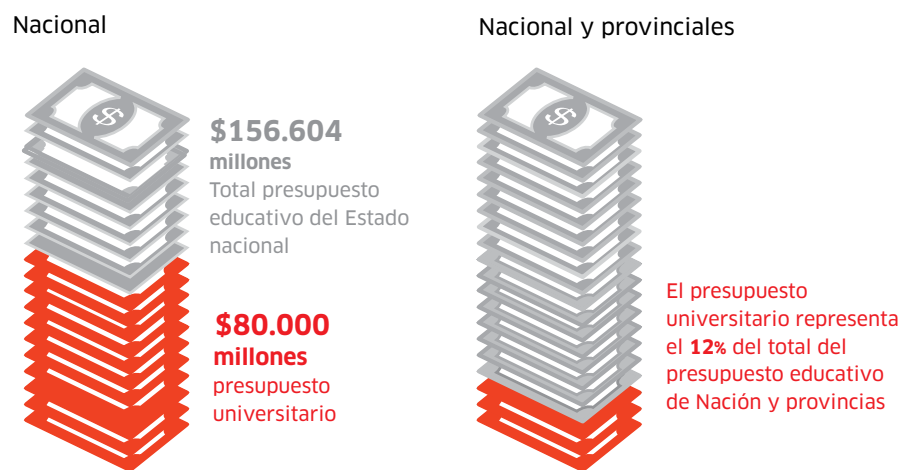 Nacional
$
$156.604
millones
Total presupuesto
educativo del Estado
nacional
$80.000
millones
presupuesto
universitario
Nacional y provinciales
$
El presupuesto
universitario representa
el 12% del total del
presupuesto educativo
de Nación y provincias